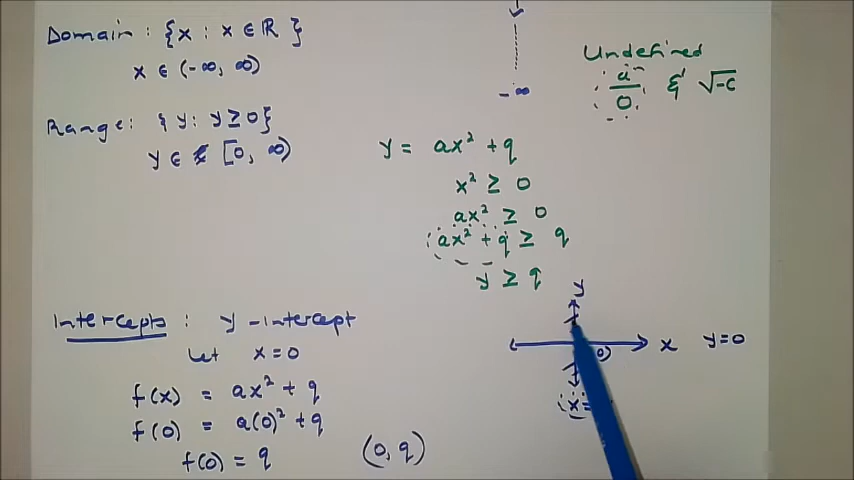 Domain : {x : x ∈ ℝ }
x ∈ (-∞, ∞)
Range: { y: y ≥ 0}
y ∈ [0, ∞)
-∞
Undefined
a/0 & √-c
y = ax² + q
x² ≥ 0
ax² ≥ 0
ax² + q ≥ q
y ≥ q
Intercepts : y-intercept
Let x = 0
f(x) = ax² + q
f(0) = a(0)² + q
f(0) = q (0, q)
y
x y=0
x=